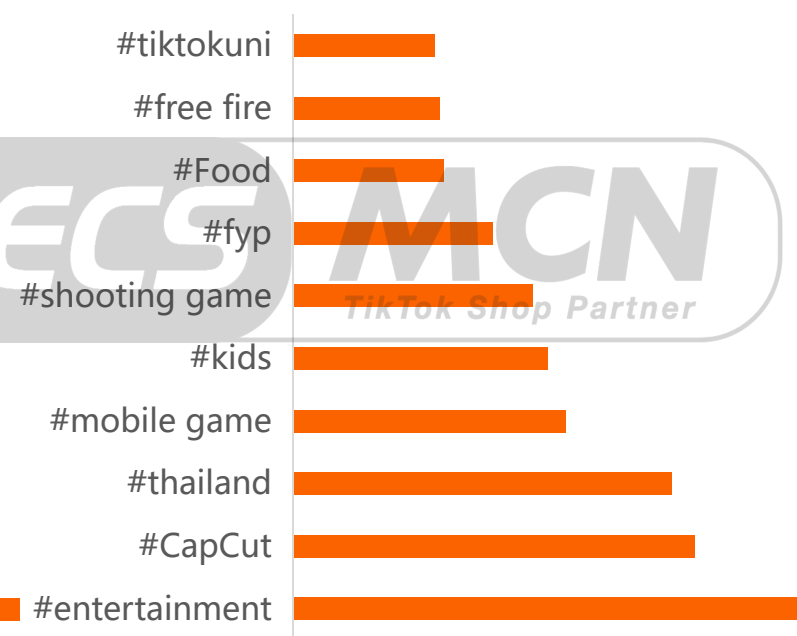 #tiktokuni
#free fire
#Food
#fyp
#shooting game
#kids
#mobile game
#thailand
#CapCut
#entertainment
ECS MCN
TikTok Shop Partner